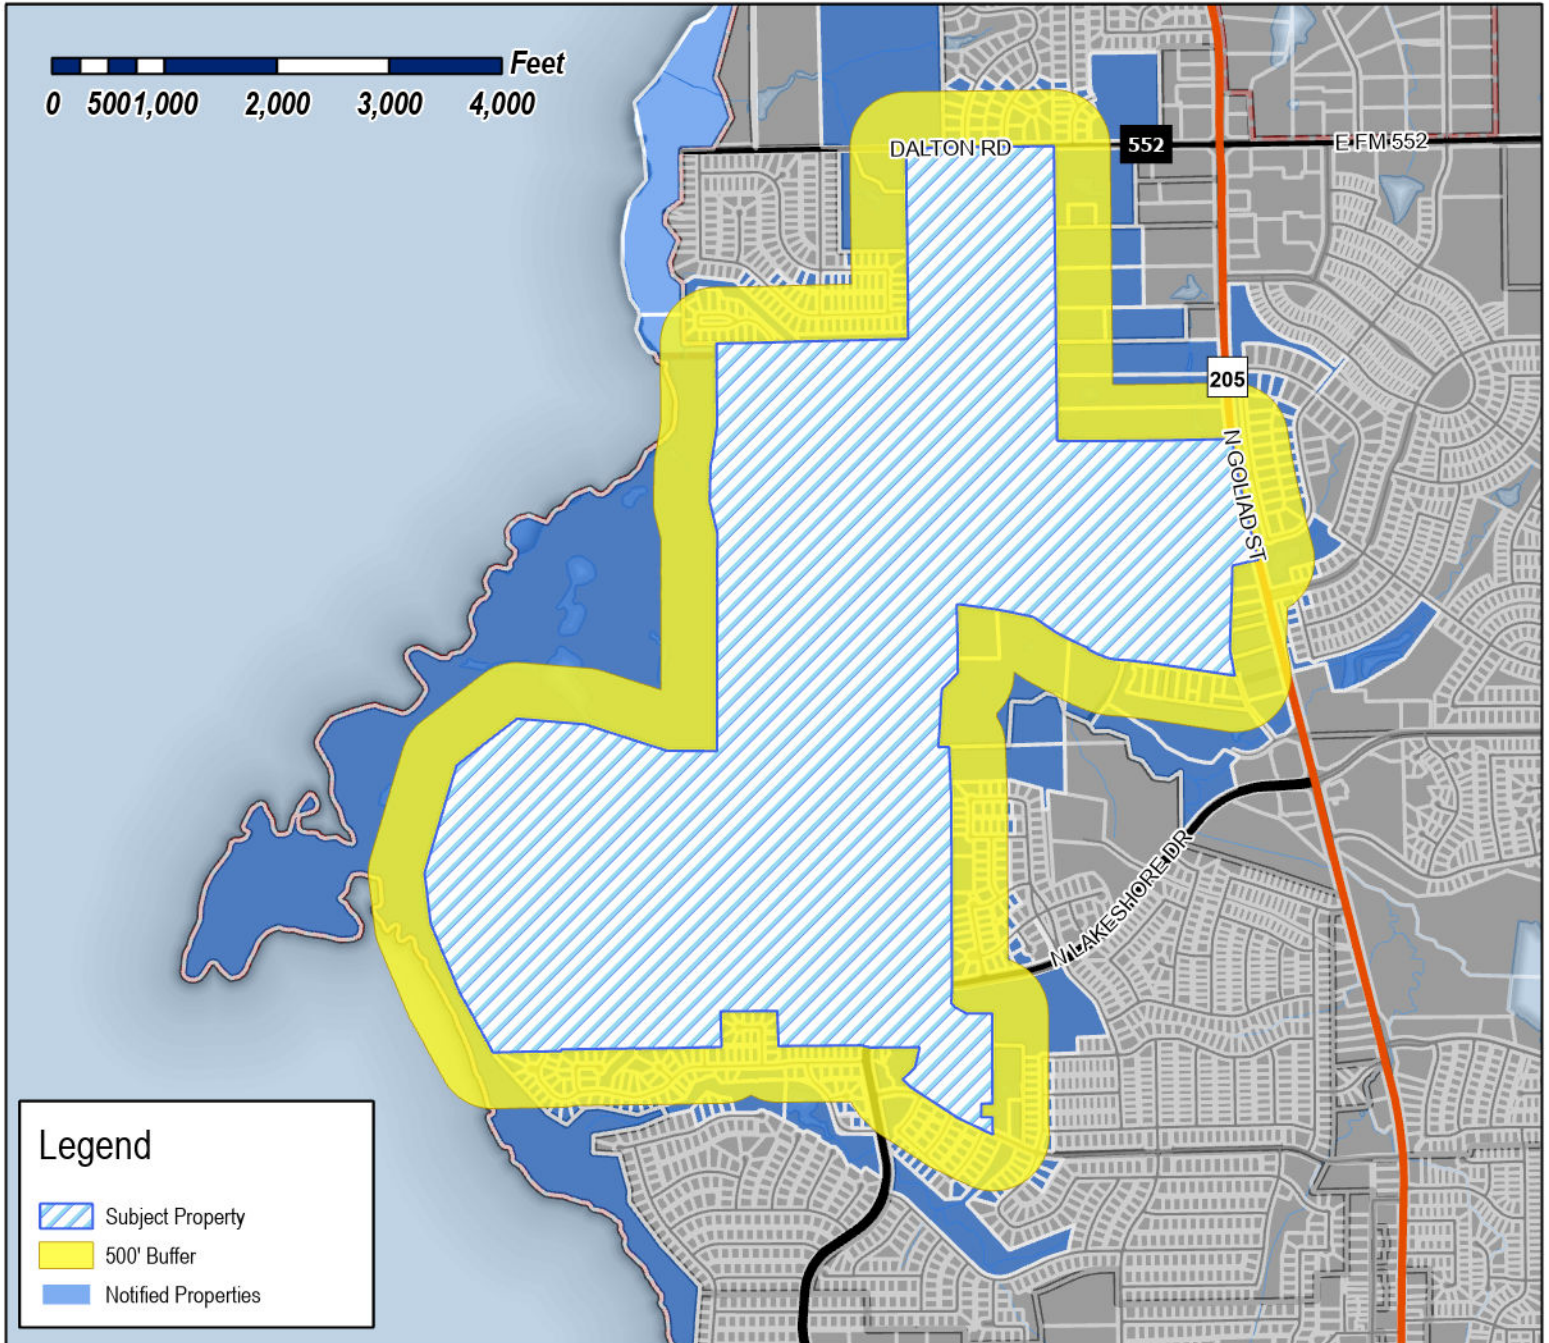 Feet
0 500 1,000 2,000 3,000 4,000
DALTON RD
552
E FM 552
205
N GOLIAD ST
N LAKESHORE DR
Legend
Subject Property
500' Buffer
Notified Properties